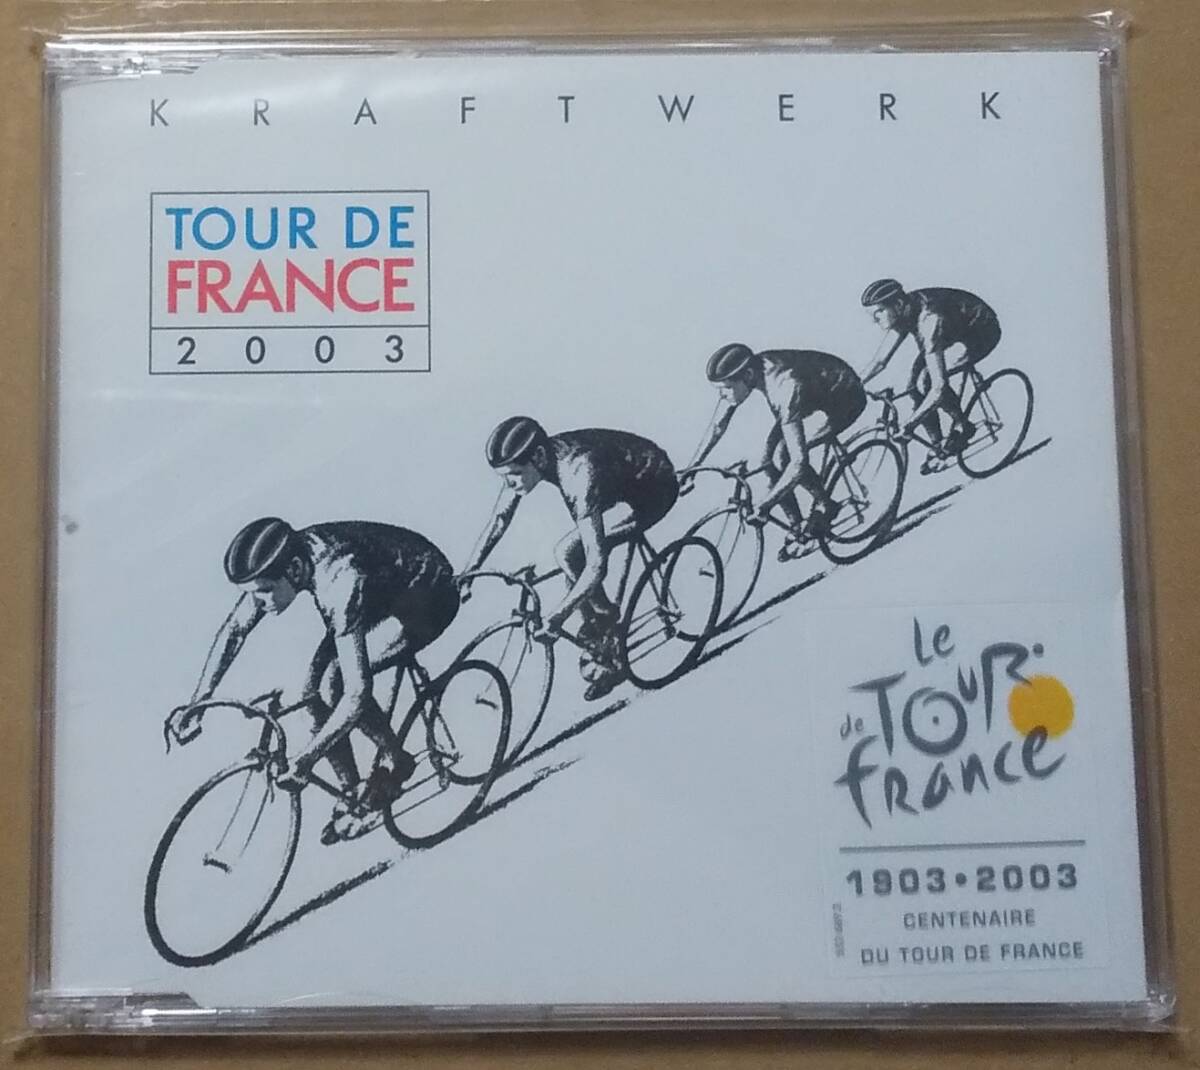 KRAFTWERK
TOUR DE
FRANCE
2003
Le
de TOUR
france
1903•2003
CENTENAIRE
DU TOUR DE FRANCE